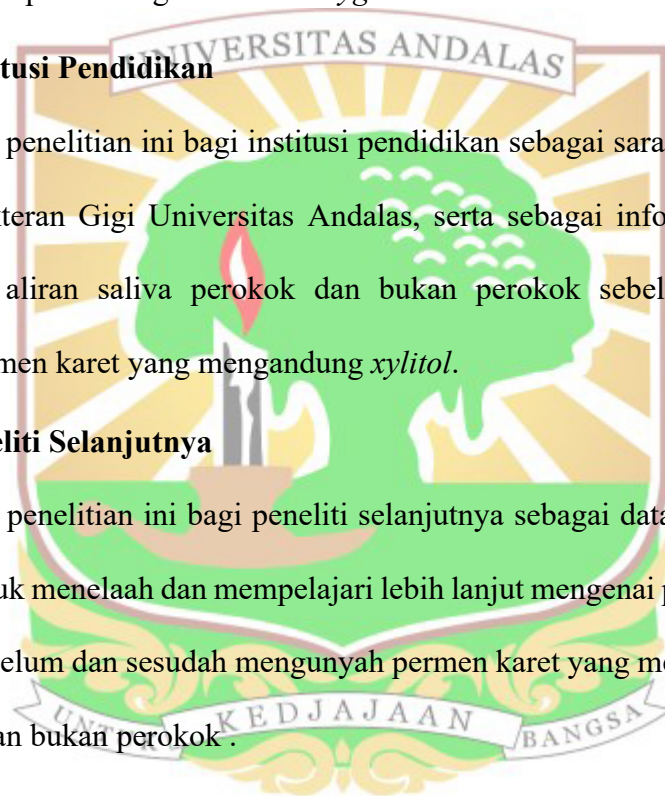 UNIVERSITAS ANDALAS
tusi Pendidikan
penelitian ini bagi institusi pendidikan sebagai sara
teran Gigi Universitas Andalas, serta sebagai info
aliran saliva perokok dan bukan perokok sebel
men karet yang mengandung xylitol.
liti Selanjutnya
penelitian ini bagi peneliti selanjutnya sebagai data
uk menelaah dan mempelajari lebih lanjut mengenai p
elum dan sesudah mengunyah permen karet yang me
an bukan perokok .
UNTUK KEDJAJAAN BANGSA